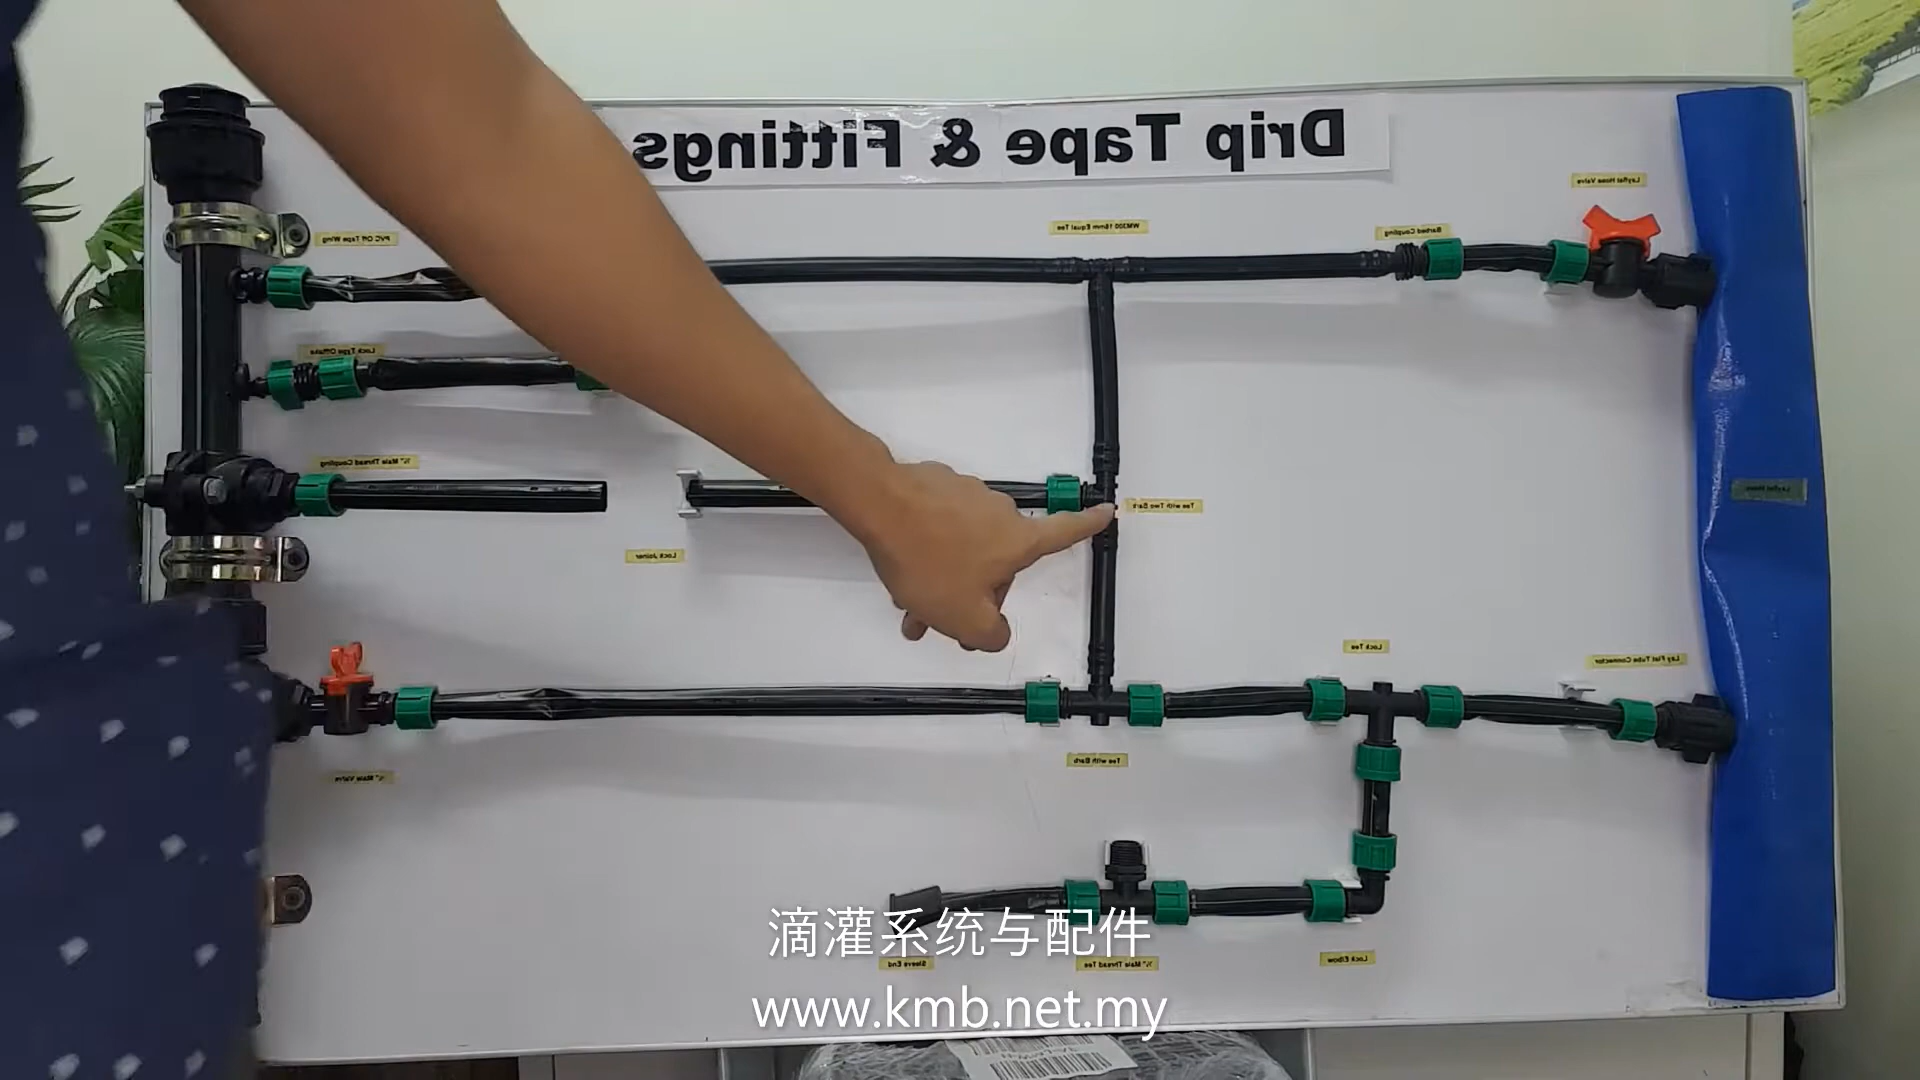 Drip Tape & Fittings
Layflat Hose Valve
WM300 16mm Equal Tee
Barbed Coupling
PVC Off Tape Wing
Lock Type Offtake
¾" Male Thread Coupling
Tee with Two Barb
Lock Joiner
Lock Tee
Lay Flat Tube Connector
Tee with Barb
¾" Male Valve
滴灌系统与配件
Sleeve End
¾" Male Thread Tee
Lock Elbow
www.kmb.net.my